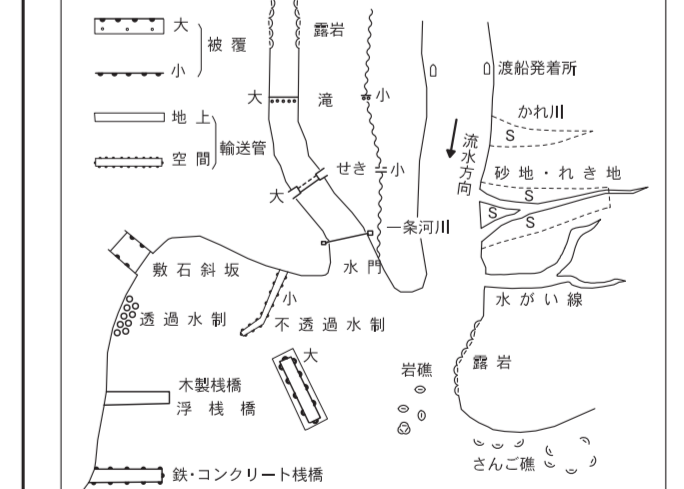 大
被覆
小
地上
輸送管
空間
露岩
大 滝 小
せき 小
大
渡船発着所
かれ川
S
流水方向
砂地・れき地
S
S
S
一条河川
水門
敷石斜坂
小
透過水制
不透過水制
水がい線
大
岩礁
露岩
木製桟橋
浮桟橋
さんご礁
鉄・コンクリート桟橋